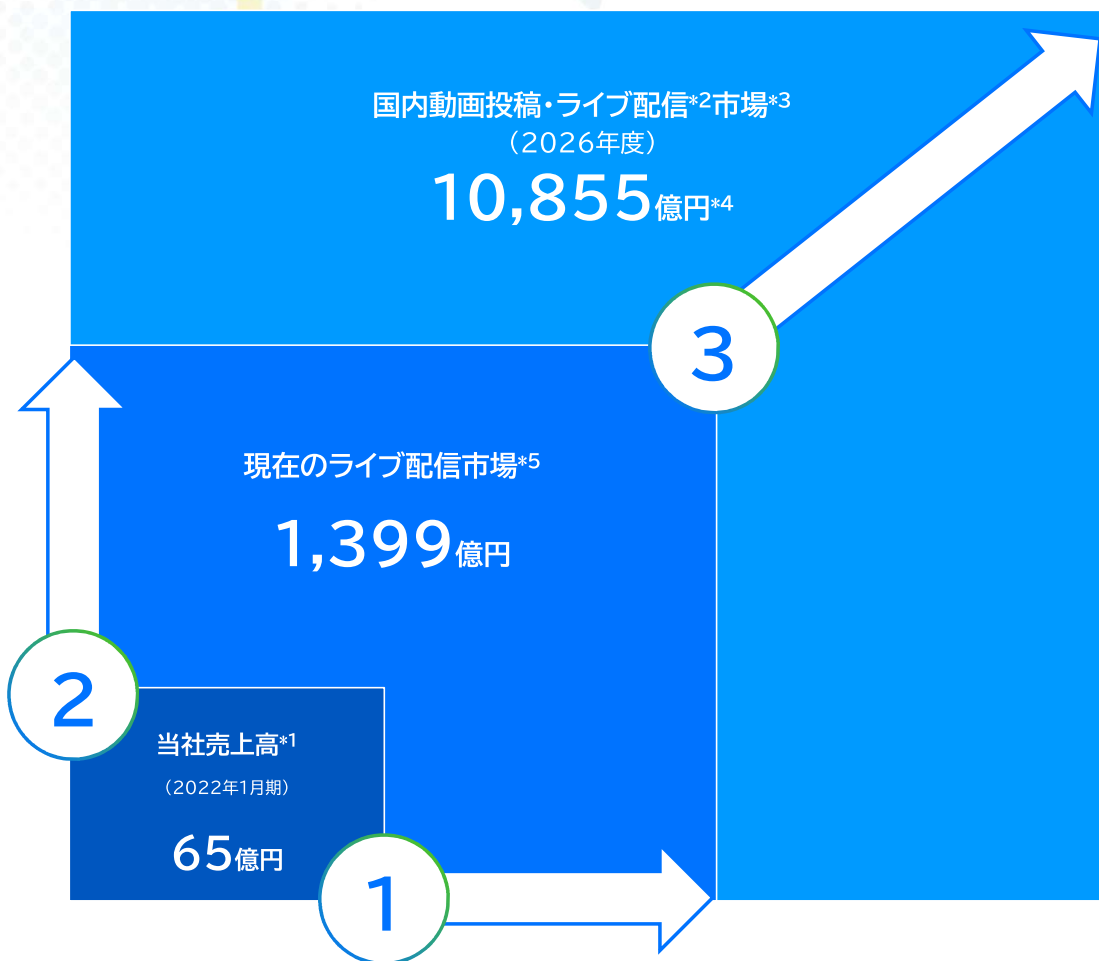 国内動画投稿・ライブ配信*2市場*3
（2026年度）
10,855億円*4
3
現在のライブ配信市場*5
1,399億円
2
当社売上高*1
（2022年1月期）
65億円
1